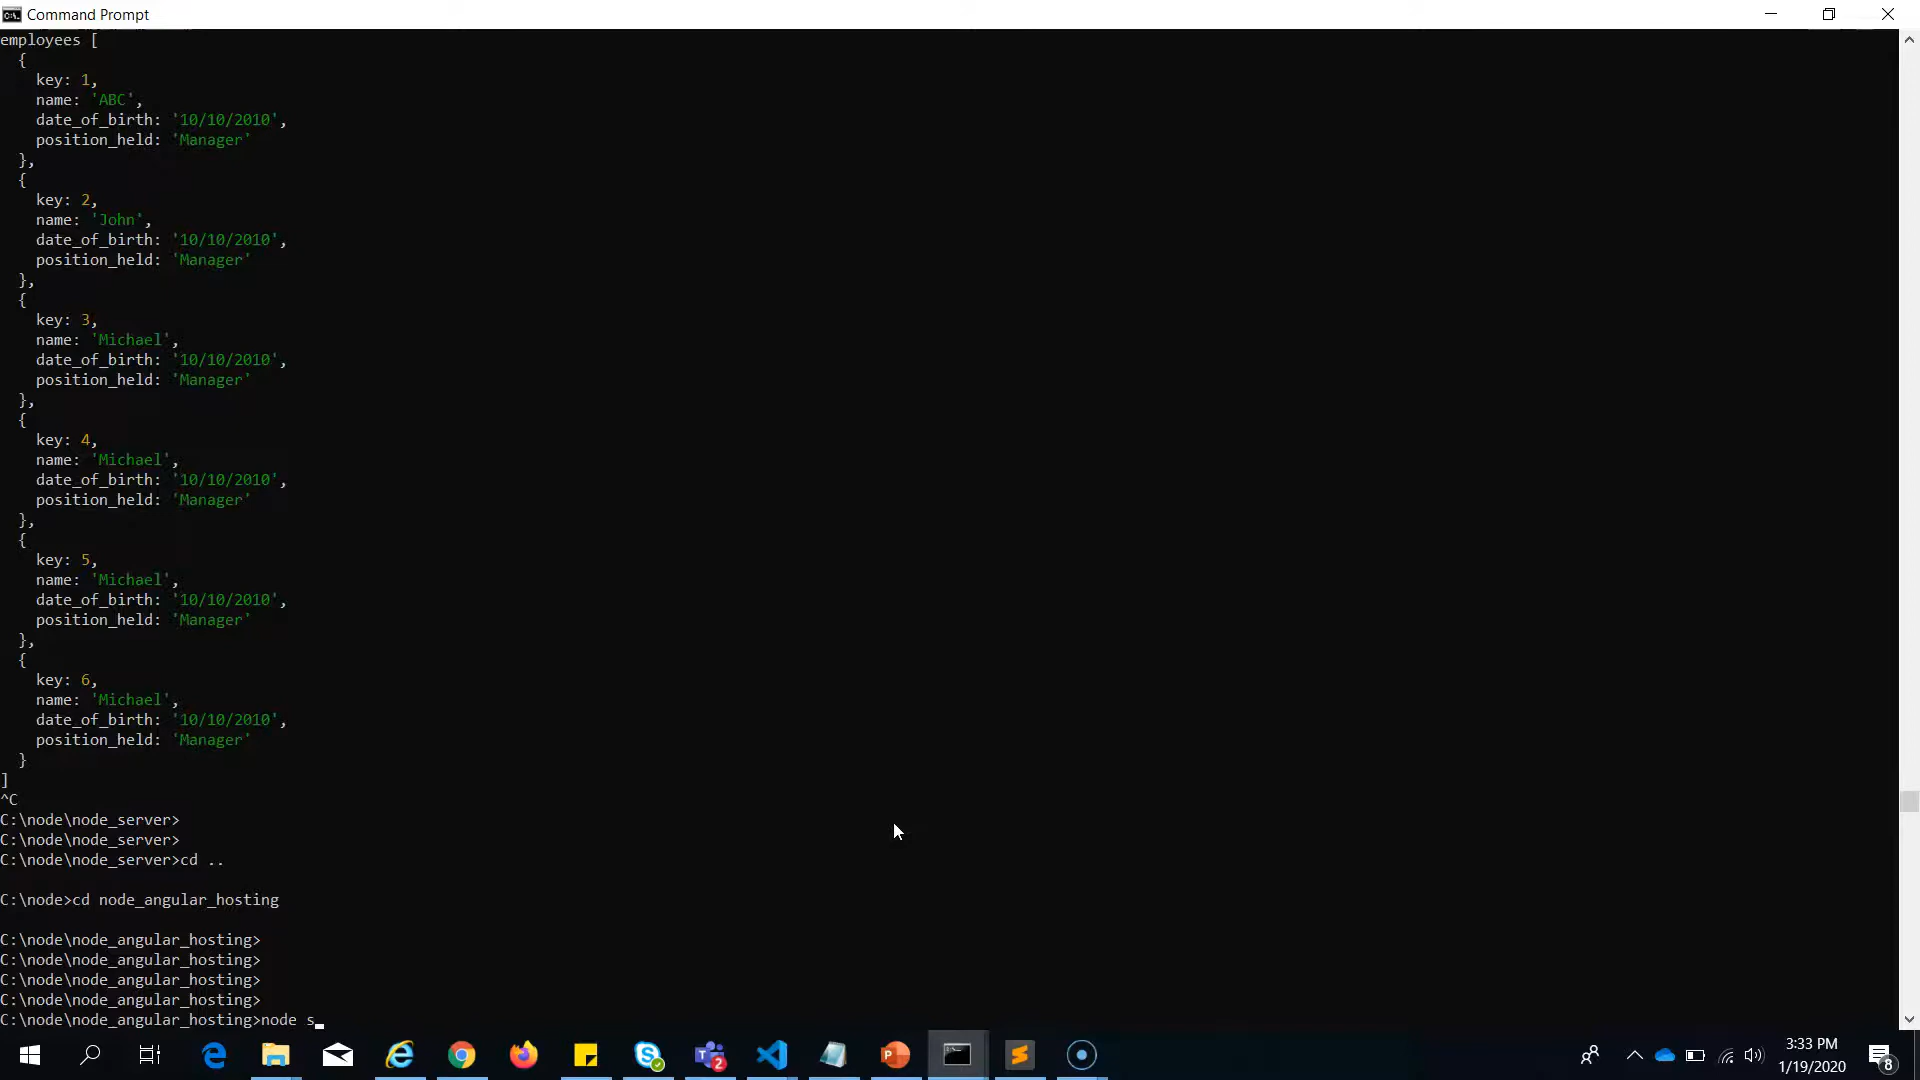 Command Prompt
employees [
  {
    key: 1,
    name: 'ABC',
    date_of_birth: '10/10/2010',
    position_held: 'Manager'
  },
  {
    key: 2,
    name: 'John',
    date_of_birth: '10/10/2010',
    position_held: 'Manager'
  },
  {
    key: 3,
    name: 'Michael',
    date_of_birth: '10/10/2010',
    position_held: 'Manager'
  },
  {
    key: 4,
    name: 'Michael',
    date_of_birth: '10/10/2010',
    position_held: 'Manager'
  },
  {
    key: 5,
    name: 'Michael',
    date_of_birth: '10/10/2010',
    position_held: 'Manager'
  },
  {
    key: 6,
    name: 'Michael',
    date_of_birth: '10/10/2010',
    position_held: 'Manager'
  }
]
^C
C:\node\node_server>
C:\node\node_server>
C:\node\node_server>cd ..
C:\node>cd node_angular_hosting
C:\node\node_angular_hosting>
C:\node\node_angular_hosting>
C:\node\node_angular_hosting>
C:\node\node_angular_hosting>
C:\node\node_angular_hosting>node s_
3:33 PM
1/19/2020
2
8